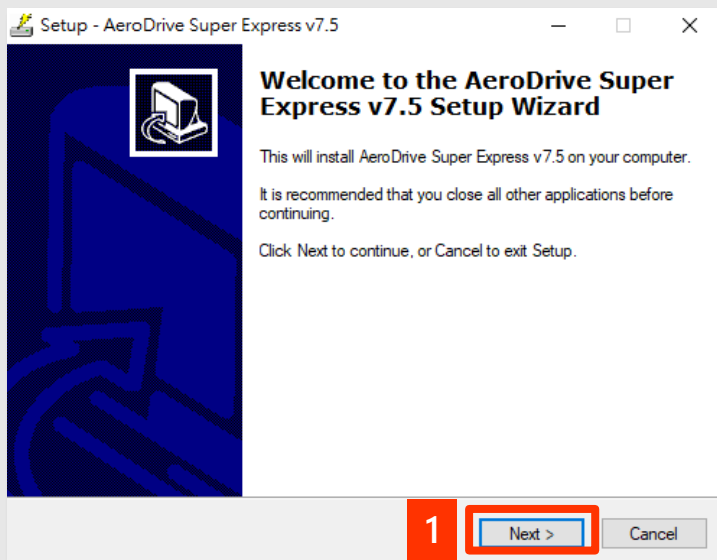 Setup - AeroDrive Super Express v7.5
Welcome to the AeroDrive Super
Express v7.5 Setup Wizard
This will install AeroDrive Super Express v7.5 on your computer.
It is recommended that you close all other applications before
continuing.
Click Next to continue, or Cancel to exit Setup.
1
Next >
Cancel